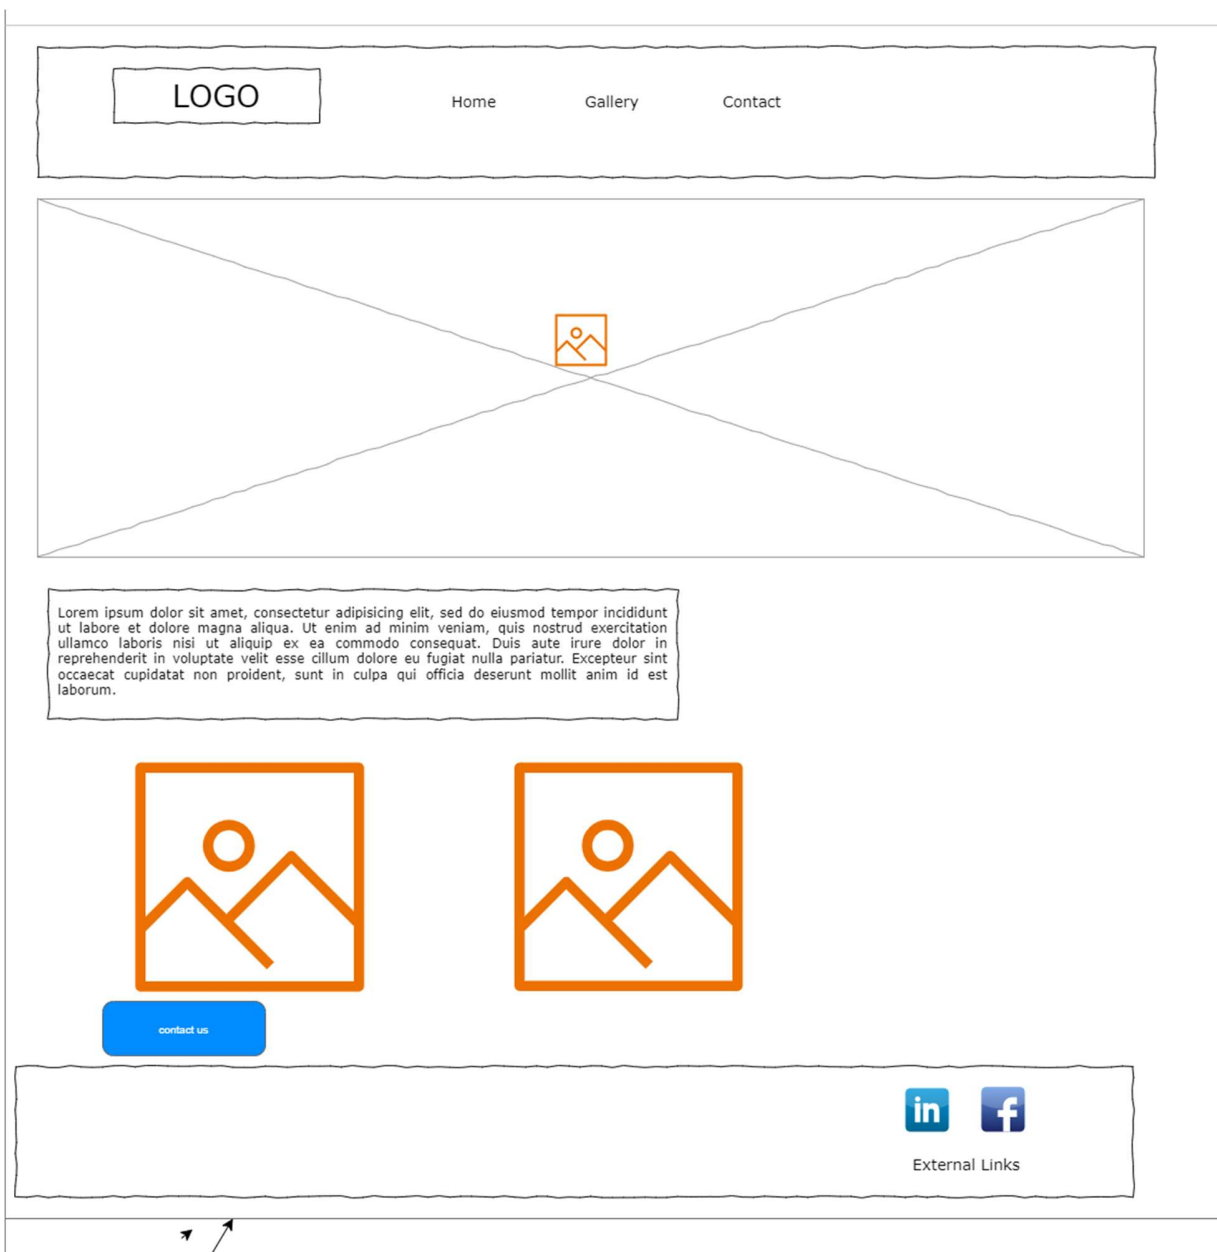 LOGO
Home Gallery Contact
Lorem ipsum dolor sit amet, consectetur adipisicing elit, sed do eiusmod tempor incididunt
ut labore et dolore magna aliqua. Ut enim ad minim veniam, quis nostrud exercitation
ullamco laboris nisi ut aliquip ex ea commodo consequat. Duis aute irure dolor in
reprehenderit in voluptate velit esse cillum dolore eu fugiat nulla pariatur. Excepteur sint
occaecat cupidatat non proident, sunt in culpa qui officia deserunt mollit anim id est
laborum.
contact us
in f
External Links